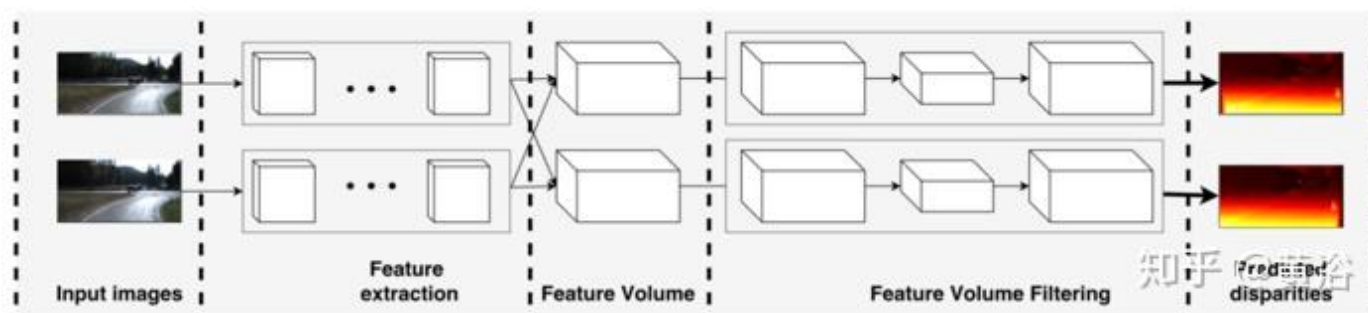 Feature
Input images extraction Feature Volume Feature Volume Filtering disparities
知乎